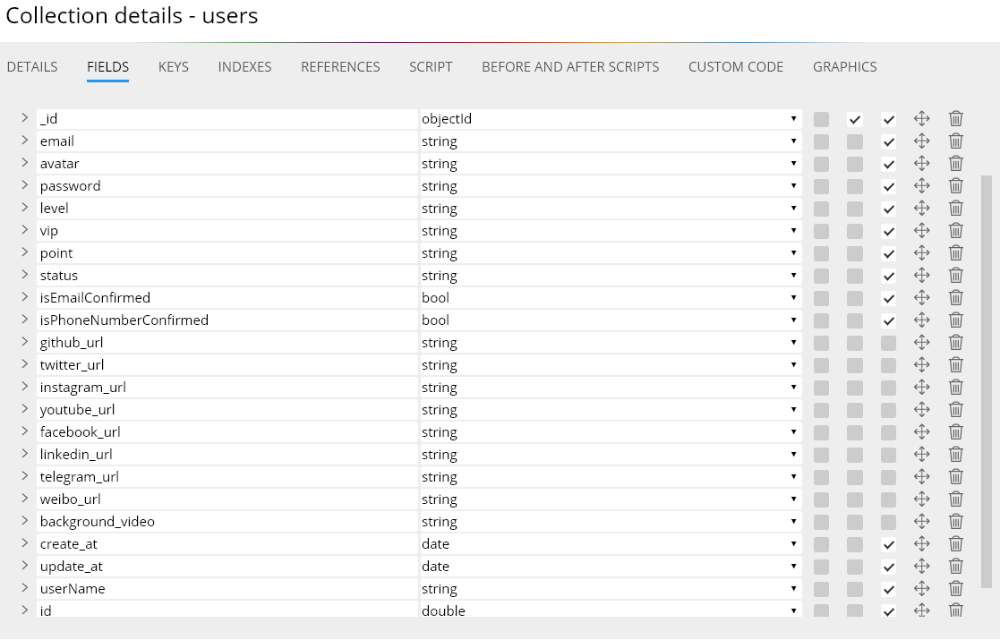 Collection details - users
DETAILS FIELDS KEYS INDEXES REFERENCES SCRIPT BEFORE AND AFTER SCRIPTS CUSTOM CODE GRAPHICS
_id objectId
email string
avatar string
password string
level string
vip string
point string
status string
isEmailConfirmed bool
isPhoneNumberConfirmed bool
github_url string
twitter_url string
instagram_url string
youtube_url string
facebook_url string
linkedin_url string
telegram_url string
weibo_url string
background_video string
create_at date
update_at date
userName string
id double